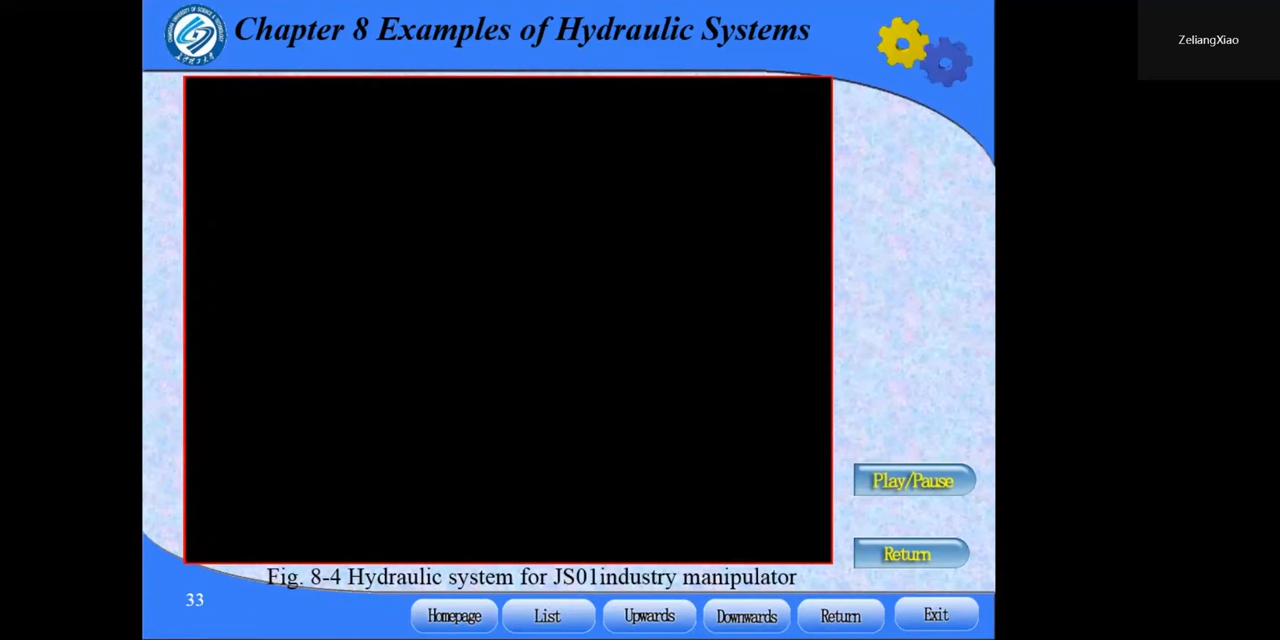 Chapter 8 Examples of Hydraulic Systems
ZeliangXiao
Play/Pause
Return
Fig. 8-4 Hydraulic system for JS01industry manipulator
33
Homepage
List
Upwards
Downwards
Return
Exit